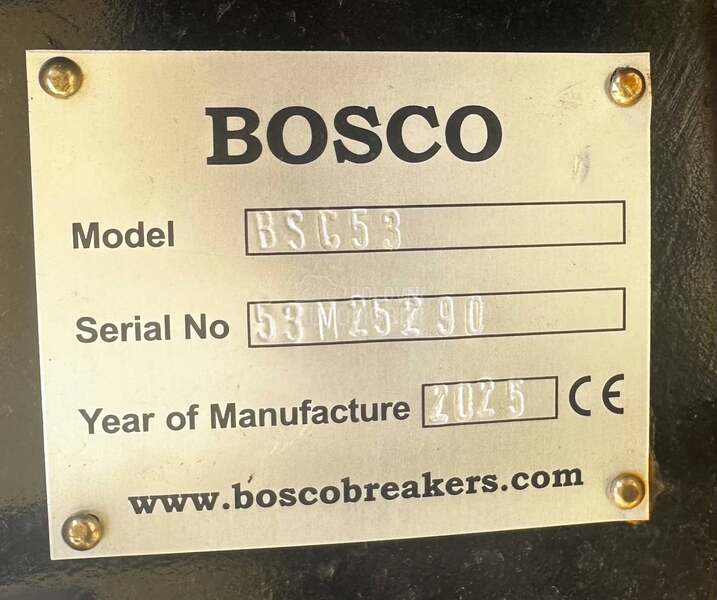 BOSCO
Model BSC53
Serial No 53M25290
Year of Manufacture 2025 CE
www.boscobreakers.com